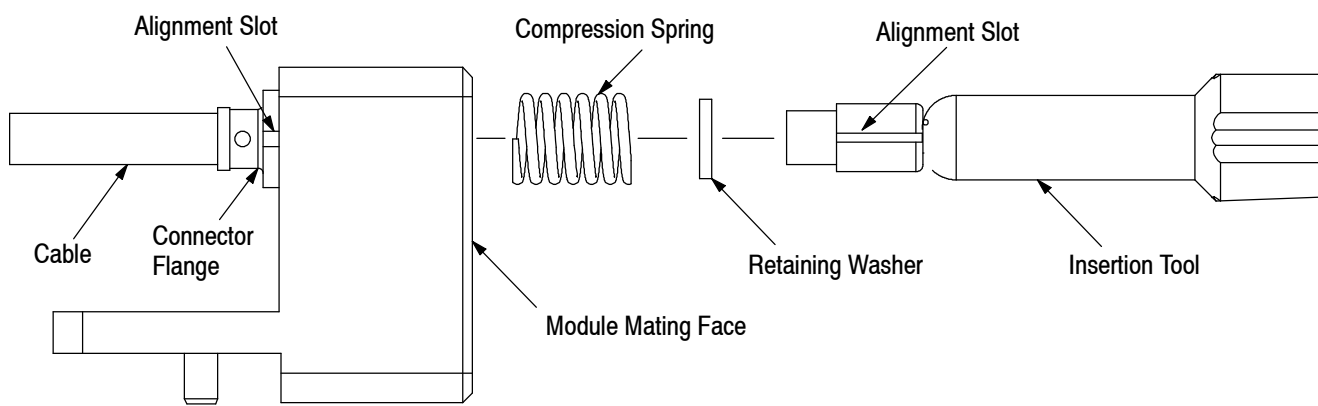 Alignment Slot
Compression Spring
Alignment Slot
Cable
Connector
Flange
Retaining Washer
Insertion Tool
Module Mating Face